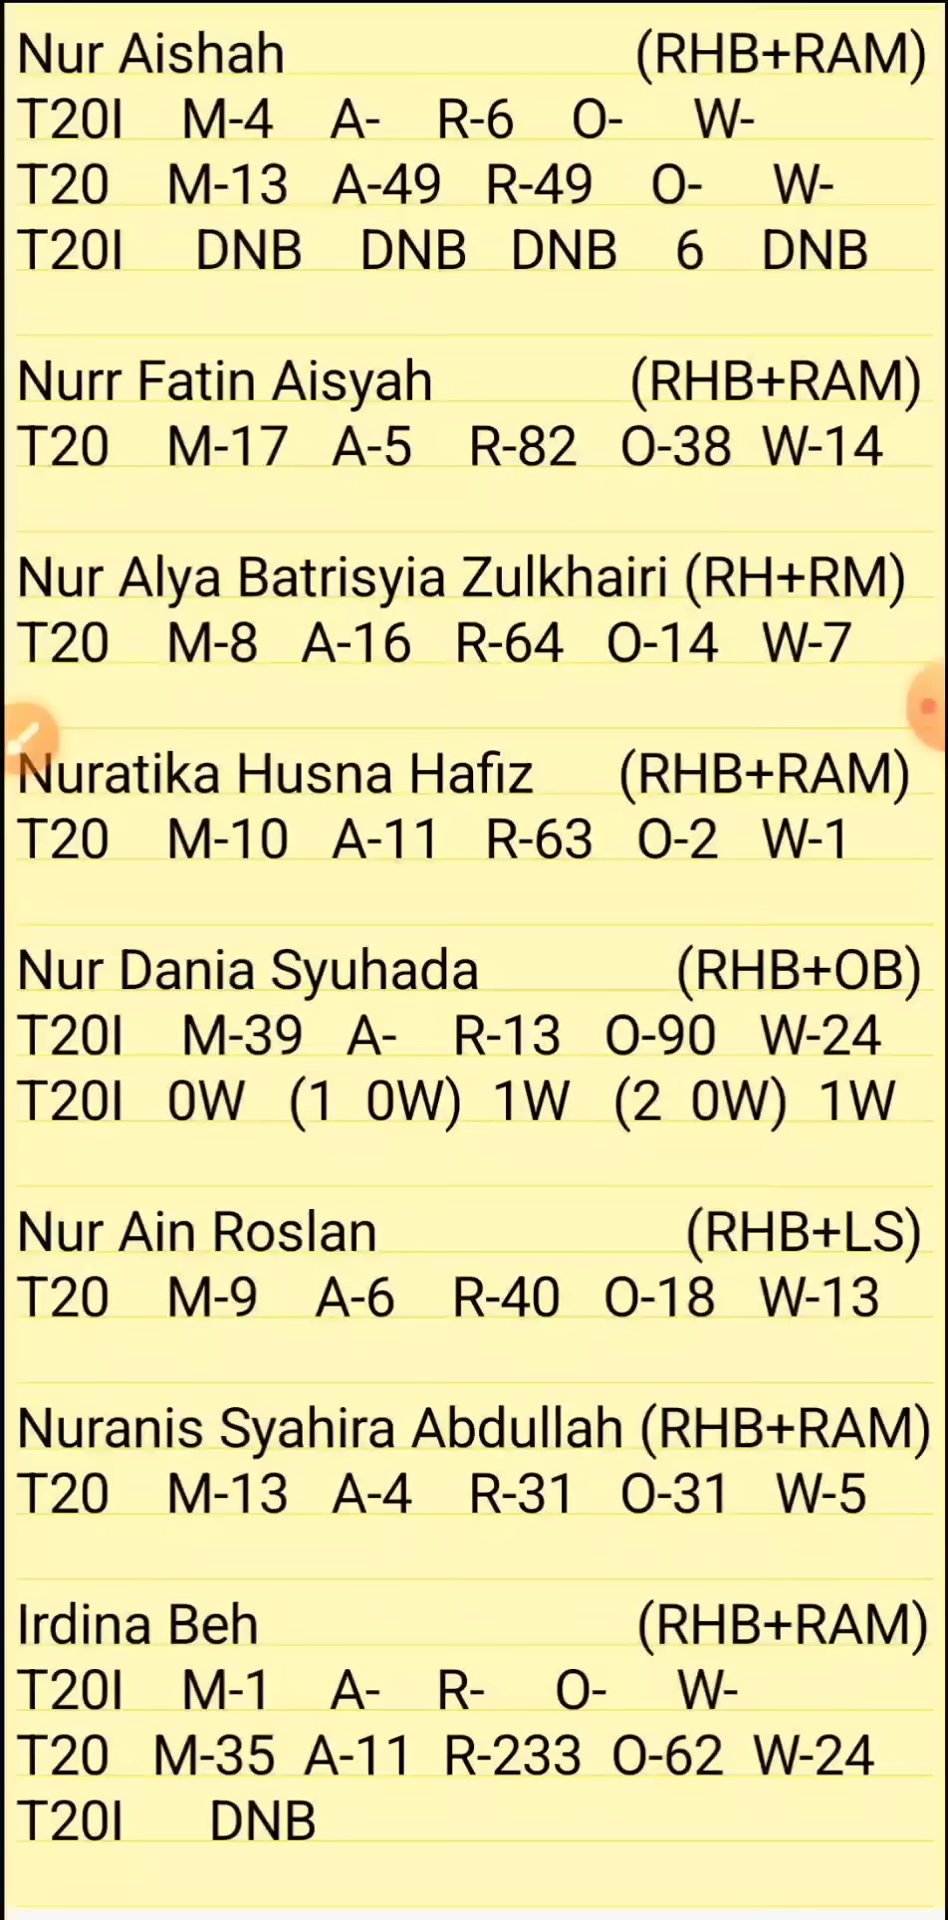 Nur Aishah (RHB+RAM)
T20I M-4 A- R-6 O- W-
T20 M-13 A-49 R-49 O- W-
T20I DNB DNB DNB 6 DNB
Nurr Fatin Aisyah (RHB+RAM)
T20 M-17 A-5 R-82 O-38 W-14
Nur Alya Batrisyia Zulkhairi (RH+RM)
T20 M-8 A-16 R-64 O-14 W-7
Nuratika Husna Hafiz (RHB+RAM)
T20 M-10 A-11 R-63 O-2 W-1
Nur Dania Syuhada (RHB+OB)
T20I M-39 A- R-13 O-90 W-24
T20I 0W (1 0W) 1W (2 0W) 1W
Nur Ain Roslan (RHB+LS)
T20 M-9 A-6 R-40 O-18 W-13
Nuranis Syahira Abdullah (RHB+RAM)
T20 M-13 A-4 R-31 O-31 W-5
Irdina Beh (RHB+RAM)
T20I M-1 A- R- O- W-
T20 M-35 A-11 R-233 O-62 W-24
T20I DNB